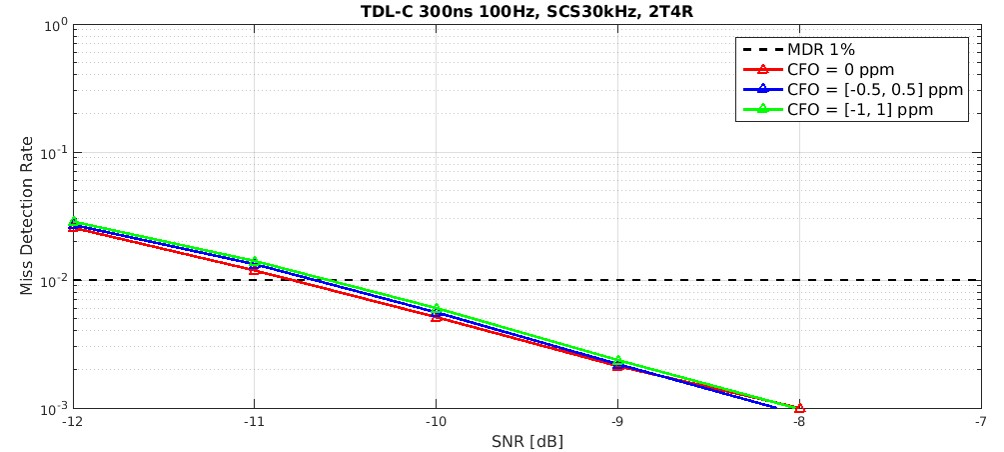 TDL-C 300ns 100Hz, SCS30kHz, 2T4R
10^0
10^-1
10^-2
10^-3
Miss Detection Rate
MDR 1%
CFO = 0 ppm
CFO = [-0.5, 0.5] ppm
CFO = [-1, 1] ppm
-12 -11 -10 -9 -8 -7
SNR [dB]